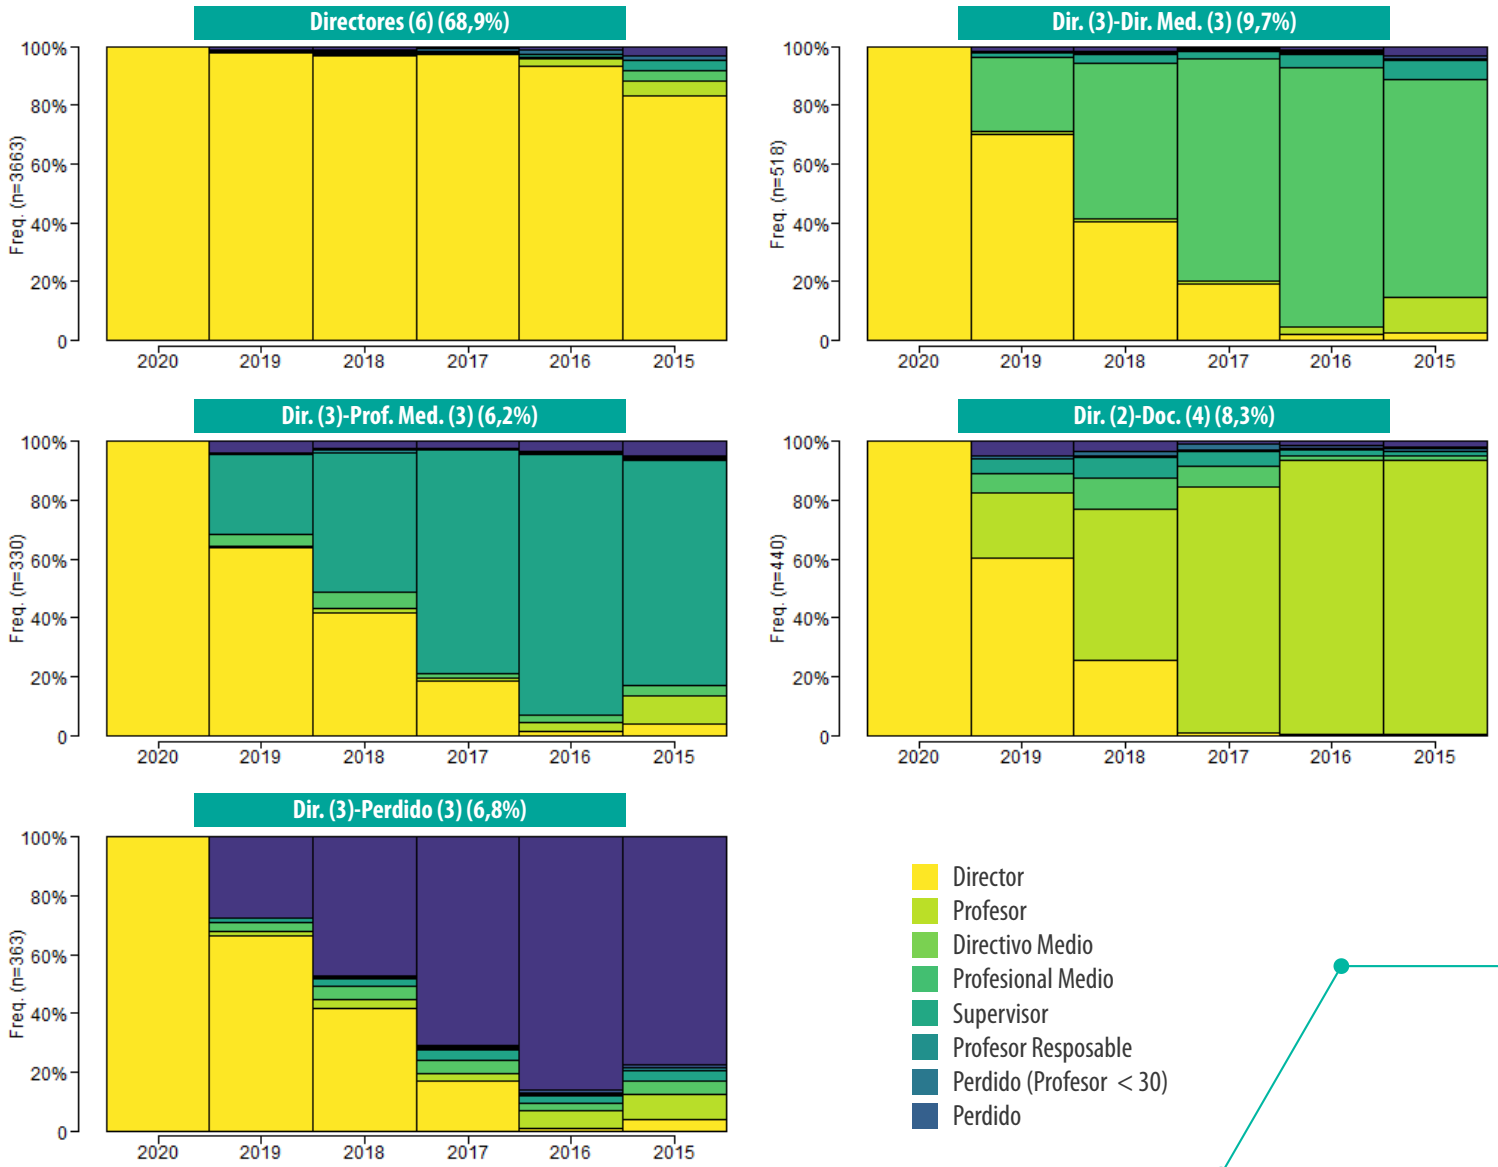 Directores (6) (68,9%)
100%
80%
60%
40%
20%
0
Freq. (n=3663)
2020 2019 2018 2017 2016 2015
Dir. (3)-Dir. Med. (3) (9,7%)
100%
80%
60%
40%
20%
0
Freq. (n=518)
2020 2019 2018 2017 2016 2015
Dir. (3)-Prof. Med. (3) (6,2%)
100%
80%
60%
40%
20%
0
Freq. (n=330)
2020 2019 2018 2017 2016 2015
Dir. (2)-Doc. (4) (8,3%)
100%
80%
60%
40%
20%
0
Freq. (n=440)
2020 2019 2018 2017 2016 2015
Dir. (3)-Perdido (3) (6,8%)
100%
80%
60%
40%
20%
0
Freq. (n=363)
2020 2019 2018 2017 2016 2015
Director
Profesor
Directivo Medio
Profesional Medio
Supervisor
Profesor Resposable
Perdido (Profesor < 30)
Perdido